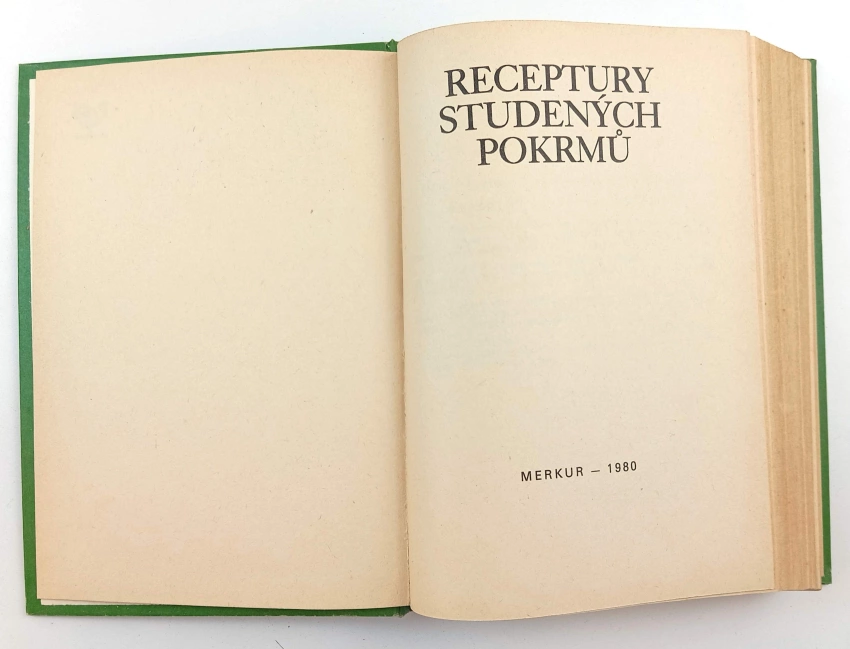 RECEPTURY
STUDENÝCH
POKRMŮ
MERKUR — 1980